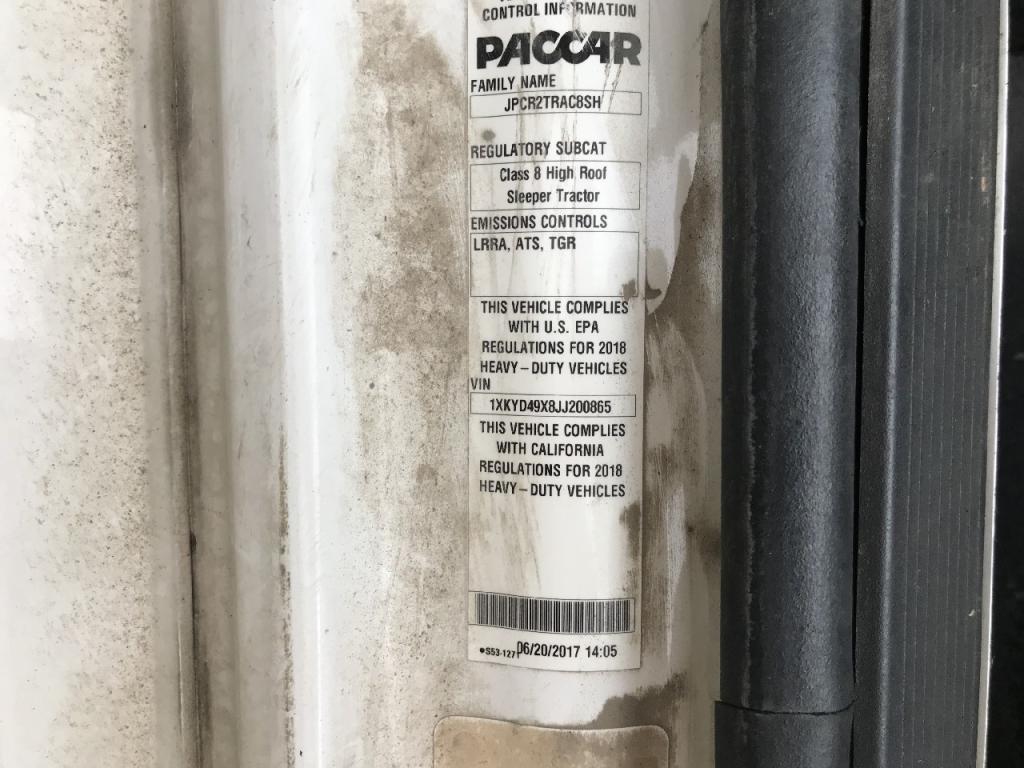 CONTROL INFORMATION
PACCAR
FAMILY NAME
JPCR2TRAC8SH
REGULATORY SUBCAT
Class 8 High Roof
Sleeper Tractor
EMISSIONS CONTROLS
LRRA, ATS, TGR
THIS VEHICLE COMPLIES
WITH U.S. EPA
REGULATIONS FOR 2018
HEAVY-DUTY VEHICLES
VIN
1XKYD49X8JJ200865
THIS VEHICLE COMPLIES
WITH CALIFORNIA
REGULATIONS FOR 2018
HEAVY-DUTY VEHICLES
●S53-127 06/20/2017 14:05